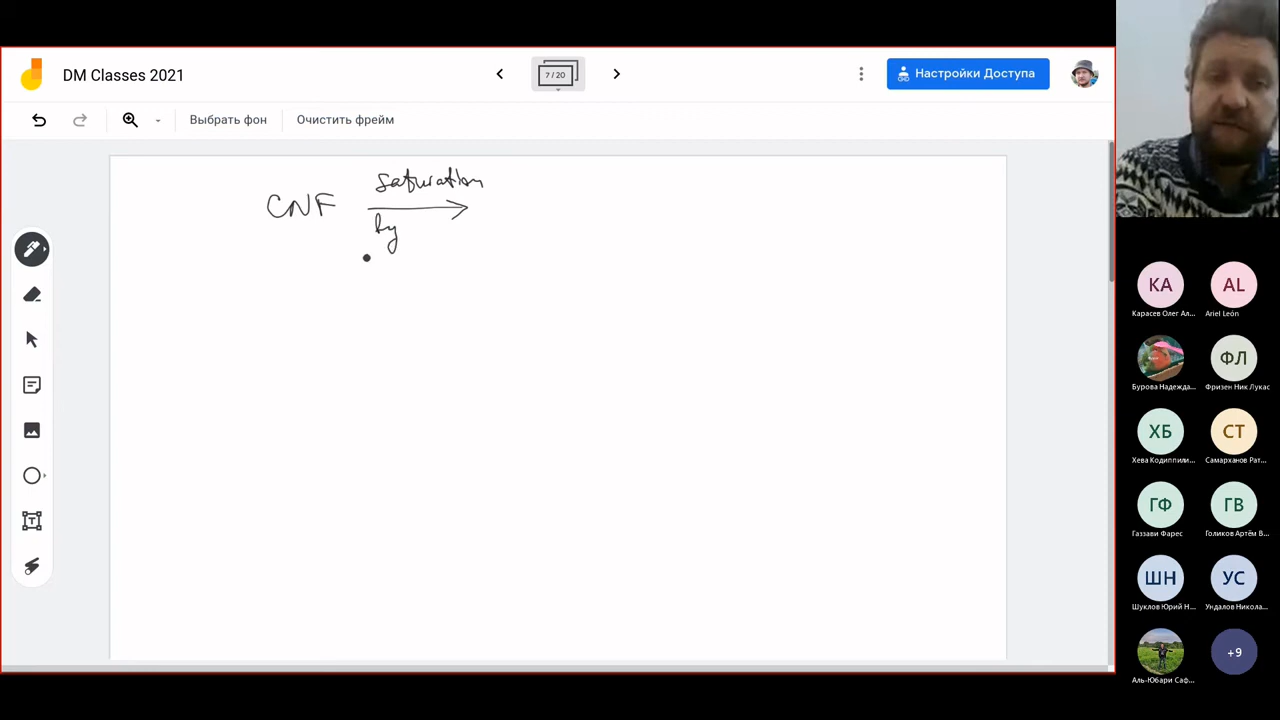 DM Classes 2021
7 / 20
Настройки Доступа
Выбрать фон
Очистить фрейм
saturation
CNF
by
T
КА
AL
Карасев Олег Ал...
Ariel León
ФЛ
Бурова Надежда...
Фризен Ник Лукас
ХБ
СТ
Хева Кодиппили...
Самарханов Рат...
ГФ
ГВ
Газзави Фарес
Голиков Артём В...
ШН
УС
Шуклов Юрий Н...
Ундалов Никола...
+9
Аль-Юбари Саф...